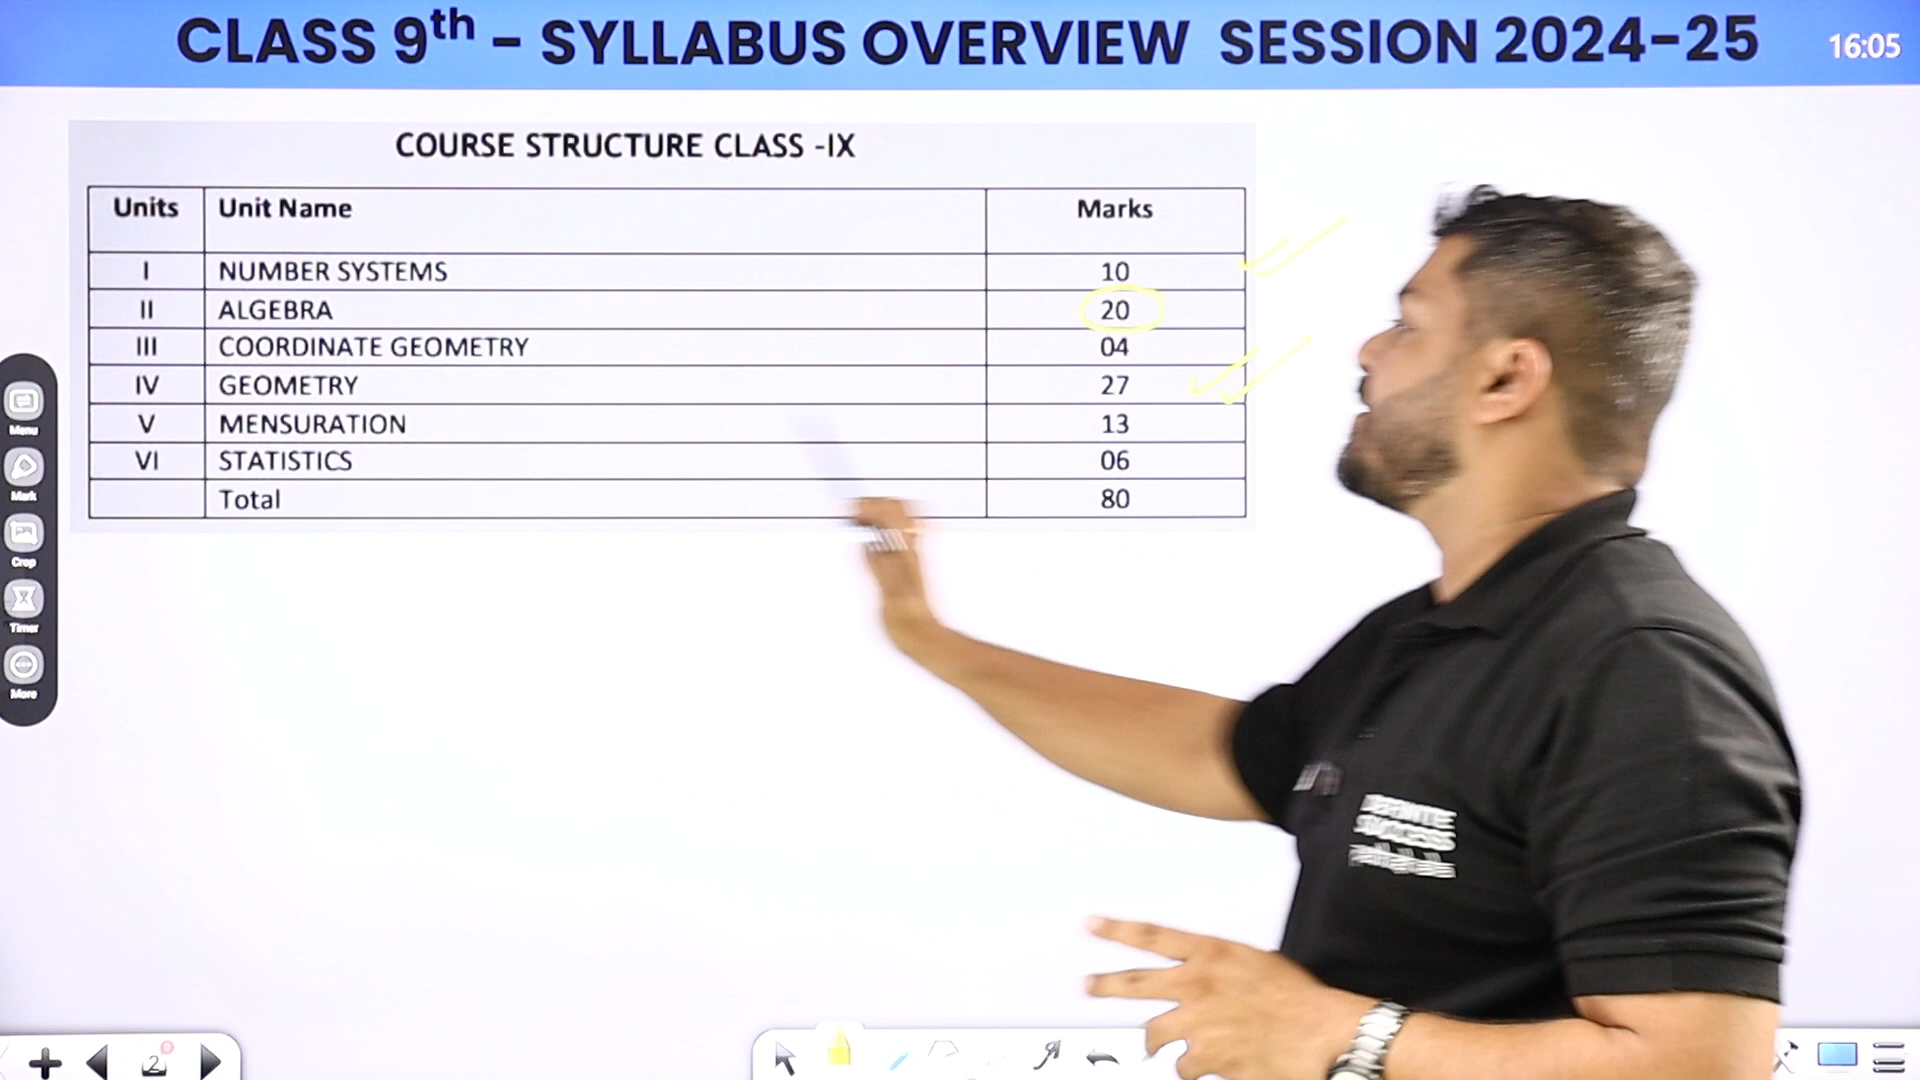 CLASS 9th - SYLLABUS OVERVIEW SESSION 2024-25
16:05
COURSE STRUCTURE CLASS -IX
Units Unit Name Marks
I NUMBER SYSTEMS 10
II ALGEBRA 20
III COORDINATE GEOMETRY 04
IV GEOMETRY 27
V MENSURATION 13
VI STATISTICS 06
Total 80
Menu
Mark
Crop
Timer
More
SUCCESS
2